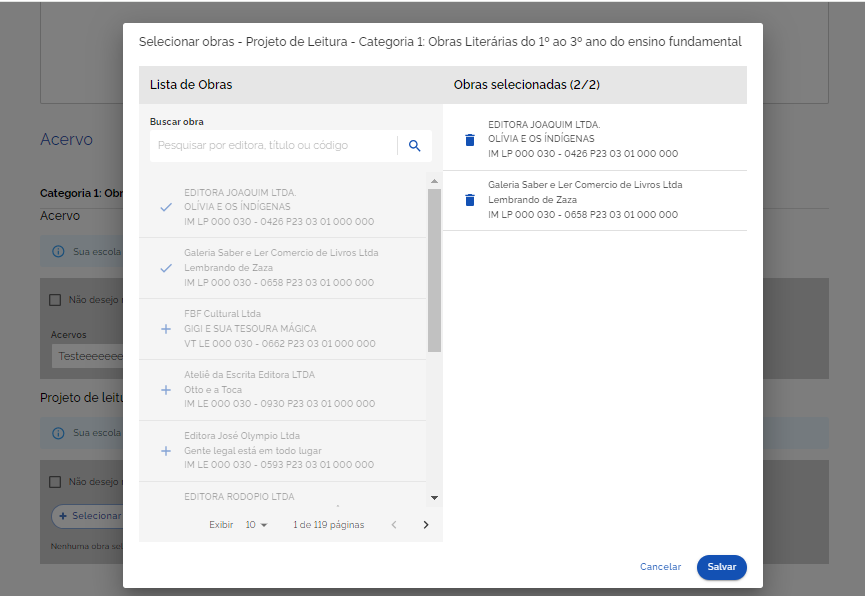 Selecionar obras - Projeto de Leitura - Categoria 1: Obras Literárias do 1º ao 3º ano do ensino fundamental
Lista de Obras
Buscar obra
Pesquisar por editora, título ou código
EDITORA JOAQUIM LTDA.
OLÍVIA E OS ÍNDÍGENAS
IM LP 000 030 - 0426 P23 03 01 000 000
Galeria Saber e Ler Comercio de Livros Ltda
Lembrando de Zaza
IM LP 000 030 - 0658 P23 03 01 000 000
FBF Cultural Ltda
GIGI E SUA TESOURA MÁGICA
VT LE 000 030 - 0662 P23 03 01 000 000
Ateliê da Escrita Editora LTDA
Otto e a Toca
IM LE 000 030 - 0930 P23 03 01 000 000
Editora José Olympio Ltda
Gente legal está em todo lugar
IM LE 000 030 - 0593 P23 03 01 000 000
EDITORA RODOPIO LTDA
Exibir 10 1 de 119 páginas
Obras selecionadas (2/2)
EDITORA JOAQUIM LTDA.
OLÍVIA E OS ÍNDÍGENAS
IM LP 000 030 - 0426 P23 03 01 000 000
Galeria Saber e Ler Comercio de Livros Ltda
Lembrando de Zaza
IM LP 000 030 - 0658 P23 03 01 000 000
Cancelar Salvar
Acervo
Categoria 1: Obr
Acervo
Sua escola
Não desejo
Acervos
Testeeeeeee
Projeto de leitu
Sua escola
Não desejo
+ Selecionar
Nenhuma obra sel